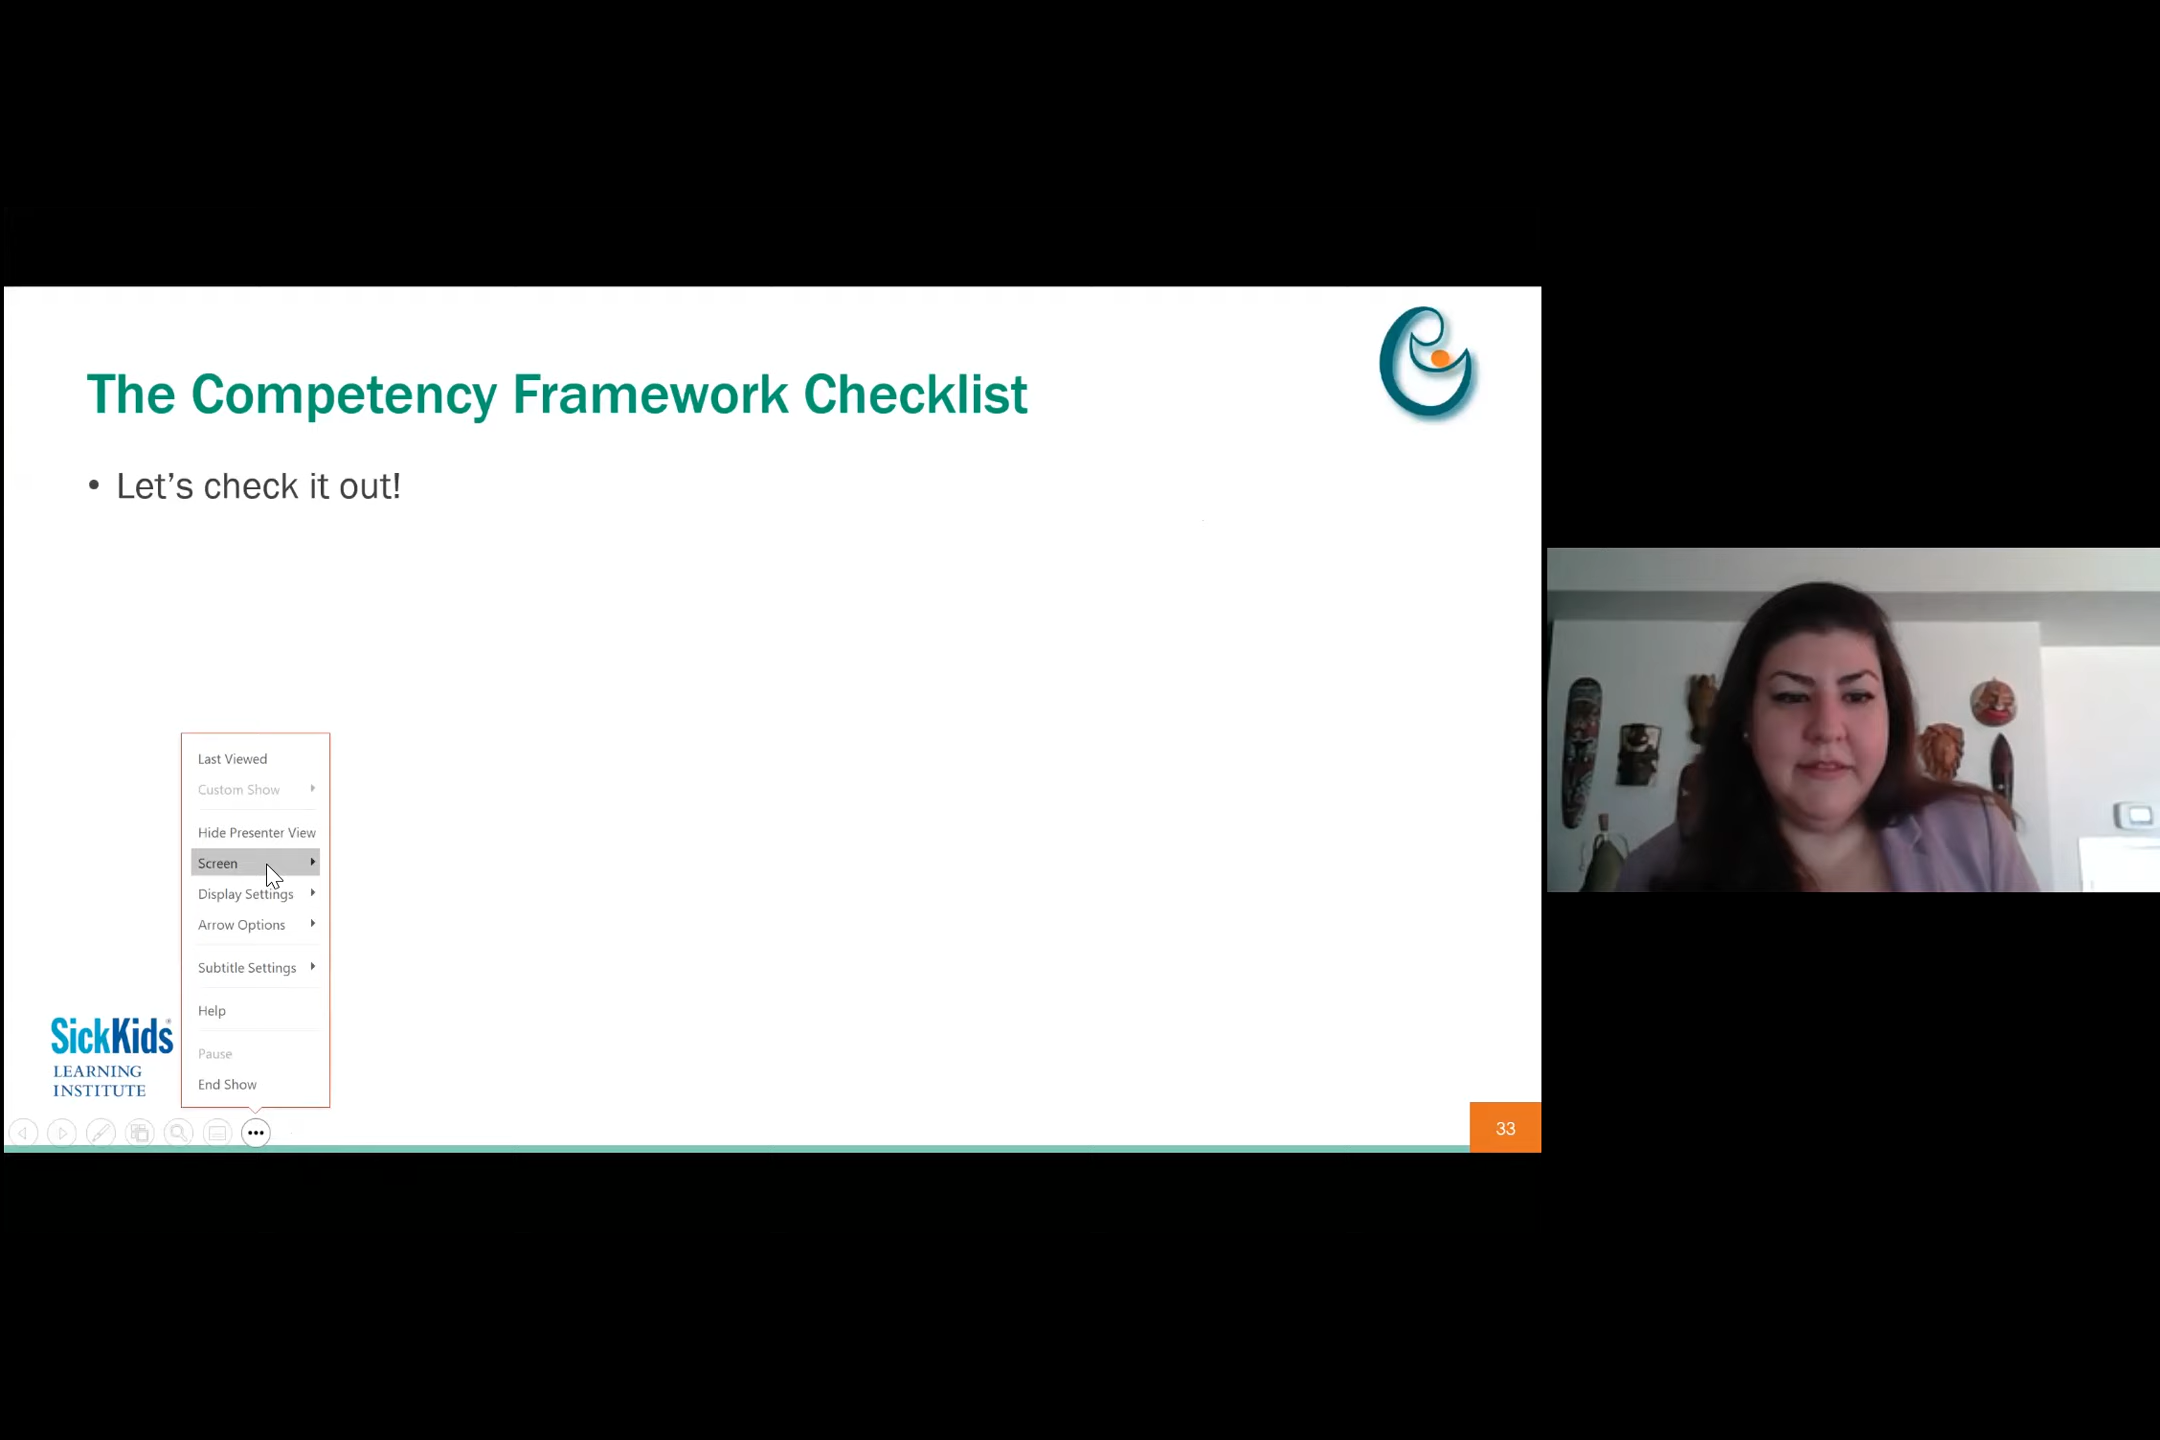 The Competency Framework Checklist
• Let's check it out!
Last Viewed
Custom Show
Hide Presenter View
Screen
Display Settings
Arrow Options
Subtitle Settings
Help
Pause
End Show
SickKids®
LEARNING
INSTITUTE
33